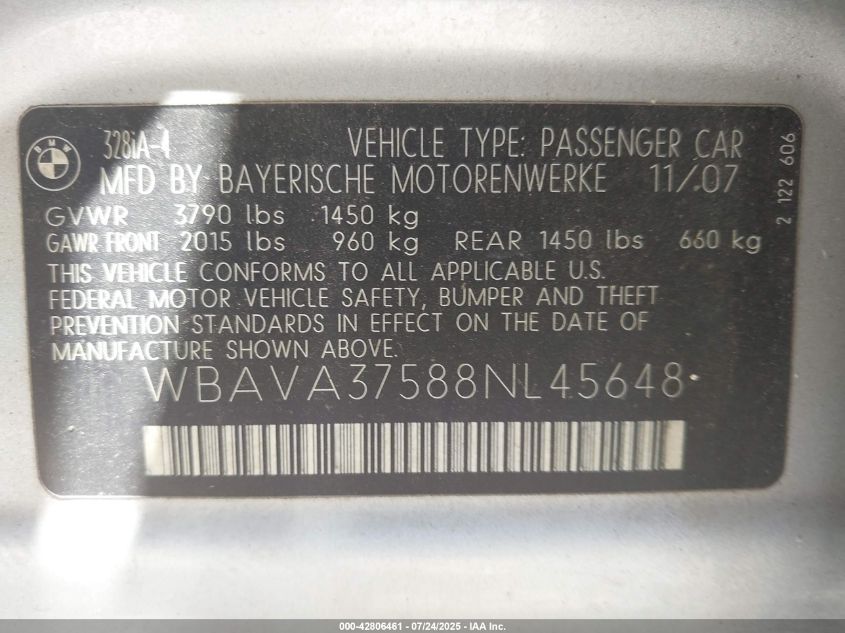 BMW
328iA-4 VEHICLE TYPE: PASSENGER CAR
MFD BY BAYERISCHE MOTORENWERKE 11/07
GVWR 3790 lbs 1450 kg
GAWR FRONT 2015 lbs 960 kg REAR 1450 lbs 660 kg
THIS VEHICLE CONFORMS TO ALL APPLICABLE U.S.
FEDERAL MOTOR VEHICLE SAFETY, BUMPER AND THEFT
PREVENTION STANDARDS IN EFFECT ON THE DATE OF
MANUFACTURE SHOWN ABOVE.
WBAVA37588NL45648
2 122 606
000-42806461 - 07/24/2025 - IAA Inc.